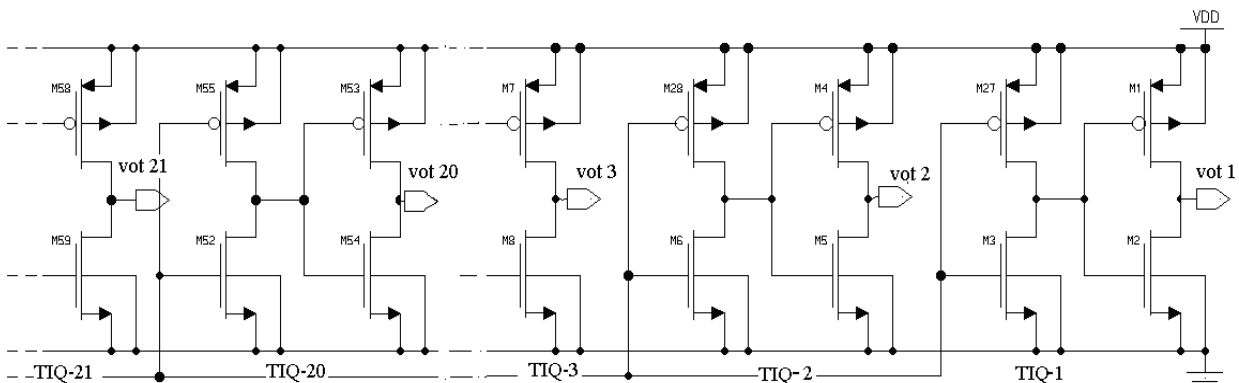 VDD
M58
M55
M53
M7
M28
M4
M27
M1
vot 21
vot 20
vot 3
vot 2
vot 1
M59
M52
M54
M8
M6
M5
M3
M2
TIQ-21
TIQ-20
TIQ-3
TIQ-2
TIQ-1